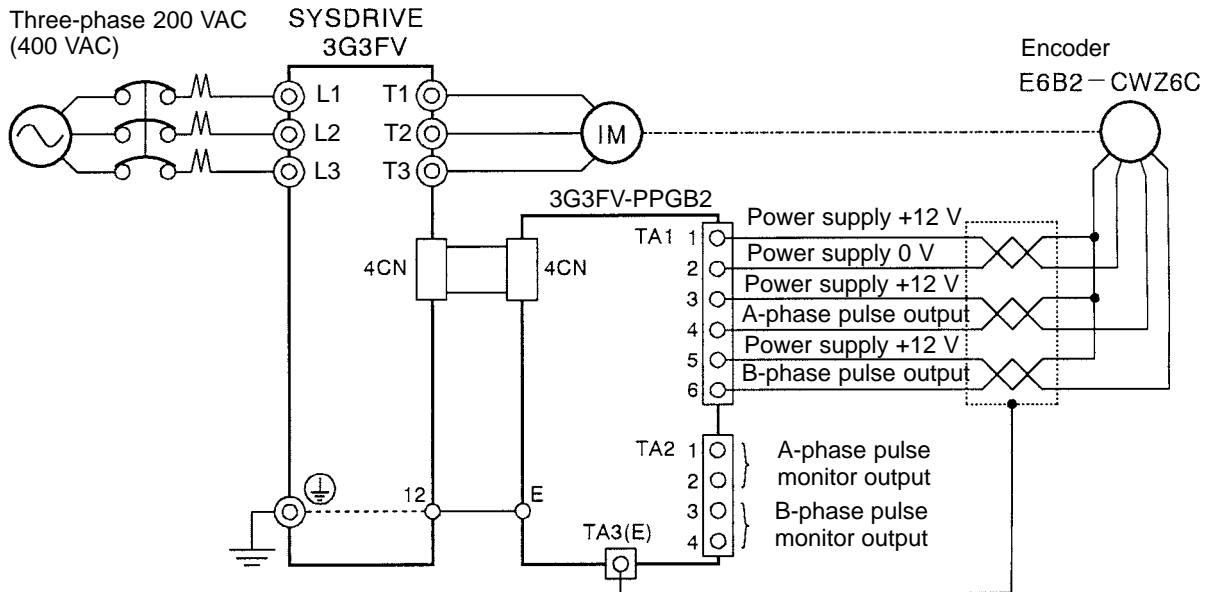 Three-phase 200 VAC
(400 VAC)
SYSDRIVE
3G3FV
Encoder
E6B2-CWZ6C
L1
T1
L2
T2
IM
L3
T3
3G3FV-PPGB2
TA1
1
Power supply +12 V
2
Power supply 0 V
3
Power supply +12 V
4
A-phase pulse output
5
Power supply +12 V
6
B-phase pulse output
4CN
4CN
TA2
1
2
A-phase pulse
monitor output
3
4
B-phase pulse
monitor output
12
E
TA3(E)